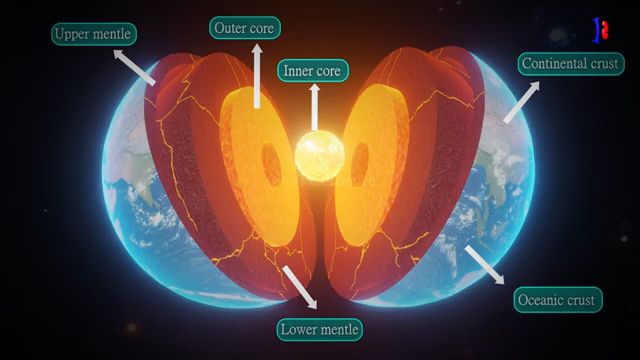 Upper mentle
Outer core
Inner core
Continental crust
Oceanic crust
Lower mentle